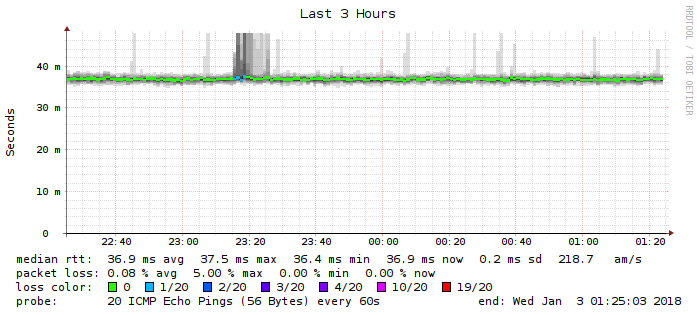 Last 3 Hours
RRDTOOL / TOBI OETIKER
Seconds
40 m
30 m
20 m
10 m
0
22:40 23:00 23:20 23:40 00:00 00:20 00:40 01:00 01:20
median rtt: 36.9 ms avg 37.5 ms max 36.4 ms min 36.9 ms now 0.2 ms sd 218.7 am/s
packet loss: 0.08 % avg 5.00 % max 0.00 % min 0.00 % now
loss color: 0 1/20 2/20 3/20 4/20 10/20 19/20
probe: 20 ICMP Echo Pings (56 Bytes) every 60s end: Wed Jan 3 01:25:03 2018